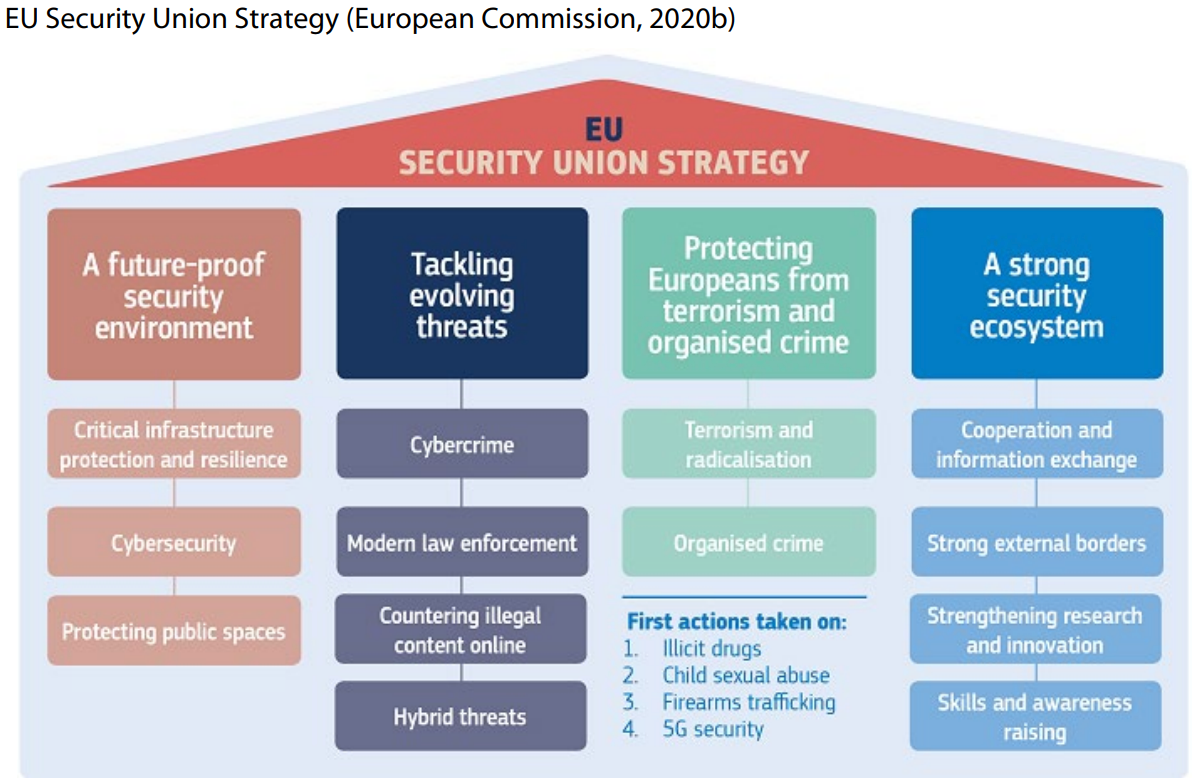 EU Security Union Strategy (European Commission, 2020b)
EU
SECURITY UNION STRATEGY
A future-proof
security
environment
Critical infrastructure
protection and resilience
Cybersecurity
Protecting public spaces
Tackling
evolving
threats
Cybercrime
Modern law enforcement
Countering illegal
content online
Hybrid threats
Protecting
Europeans from
terrorism and
organised crime
Terrorism and
radicalisation
Organised crime
First actions taken on:
1. Illicit drugs
2. Child sexual abuse
3. Firearms trafficking
4. 5G security
A strong
security
ecosystem
Cooperation and
information exchange
Strong external borders
Strengthening research
and innovation
Skills and awareness
raising